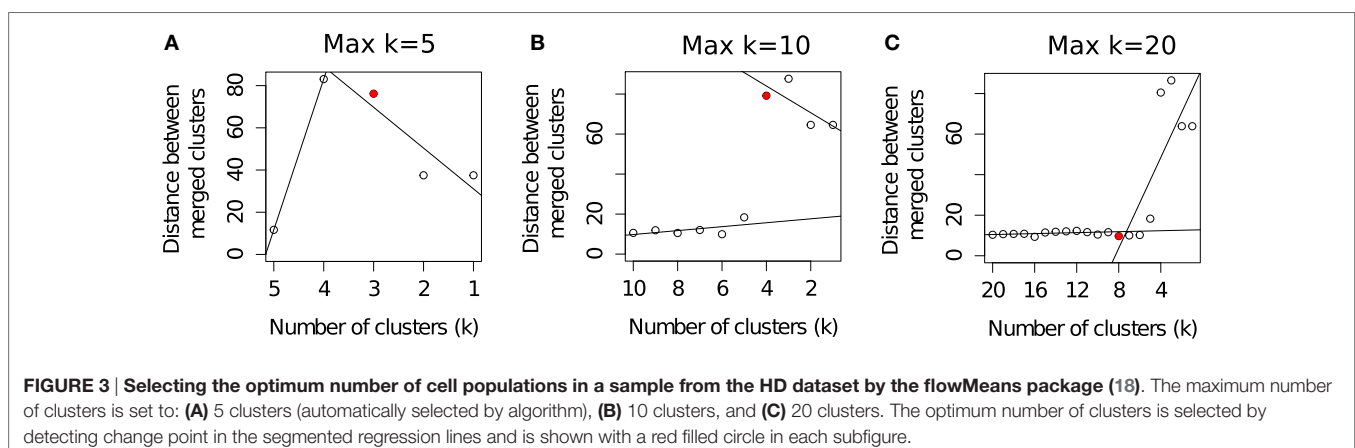 A
Max k=5
Distance between
merged clusters
80
60
40
20
0
5 4 3 2 1
Number of clusters (k)
B
Max k=10
Distance between
merged clusters
60
20
0
10 8 6 4 2
Number of clusters (k)
C
Max k=20
Distance between
merged clusters
60
20
0
20 16 12 8 4
Number of clusters (k)
FIGURE 3 | Selecting the optimum number of cell populations in a sample from the HD dataset by the flowMeans package (18). The maximum number
of clusters is set to: (A) 5 clusters (automatically selected by algorithm), (B) 10 clusters, and (C) 20 clusters. The optimum number of clusters is selected by
detecting change point in the segmented regression lines and is shown with a red filled circle in each subfigure.